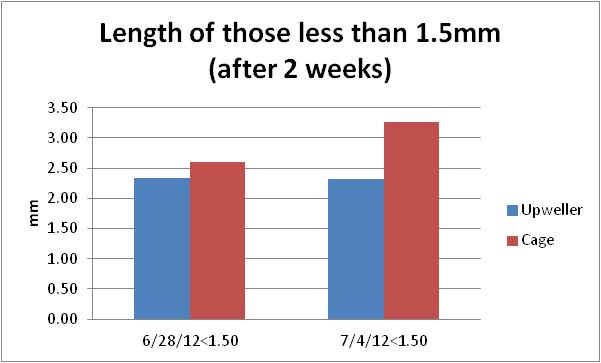 Length of those less than 1.5mm
(after 2 weeks)
3.50
3.00
2.50
2.00
1.50
1.00
0.50
0.00
mm
6/28/12<1.50
7/4/12<1.50
Upweller
Cage